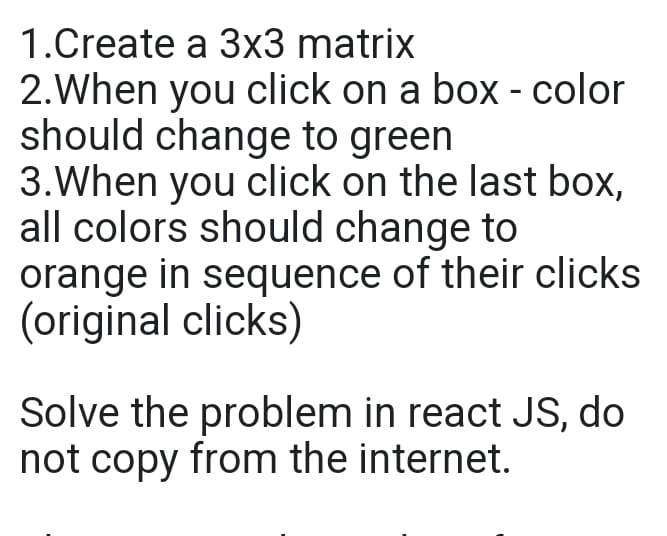 1.Create a 3x3 matrix
2.When you click on a box - color
should change to green
3.When you click on the last box,
all colors should change to
orange in sequence of their clicks
(original clicks)
Solve the problem in react JS, do
not copy from the internet.